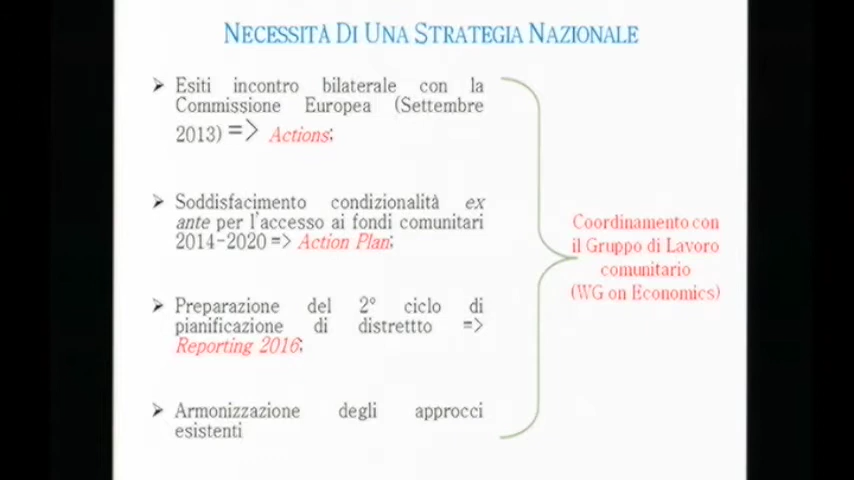 NECESSITÀ DI UNA STRATEGIA NAZIONALE
➢ Esiti incontro bilaterale con la
Commissione Europea (Settembre
2013) => Actions;
➢ Soddisfacimento condizionalità ex
ante per l'accesso ai fondi comunitari
2014-2020 => Action Plan;
➢ Preparazione del 2° ciclo di
pianificazione di distrettto =>
Reporting 2016;
➢ Armonizzazione degli approcci
esistenti
Coordinamento con
il Gruppo di Lavoro
comunitario
(WG on Economics)